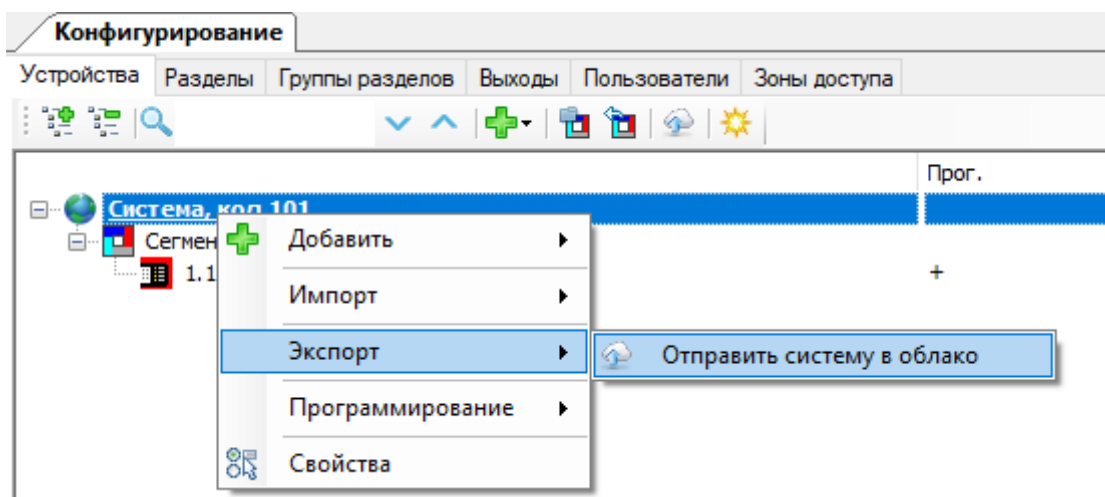 Конфигурирование
Устройства Разделы Группы разделов Выходы Пользователи Зоны доступа
Прог.
Система, код 101
Сегмен
Добавить
1.1
+
Импорт
Экспорт
Отправить систему в облако
Программирование
Свойства